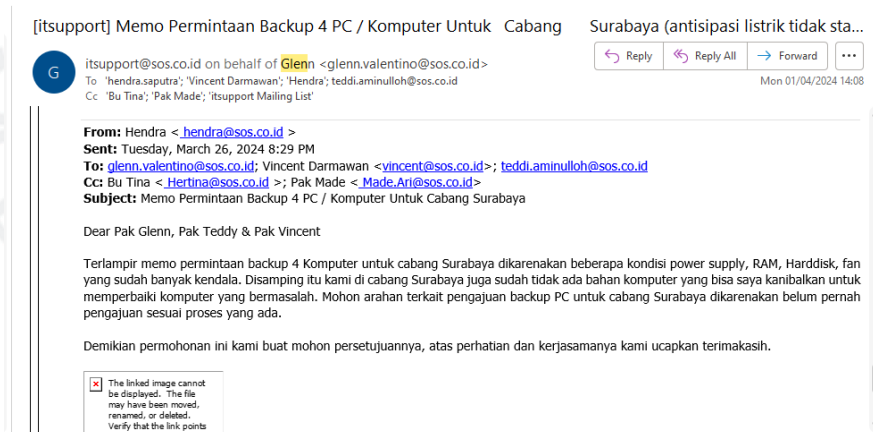 [itsupport] Memo Permintaan Backup 4 PC / Komputer Untuk Cabang Surabaya (antisipasi listrik tidak sta...
G
itsupport@sos.co.id on behalf of Glenn <glenn.valentino@sos.co.id>
Reply
Reply All
Forward
To 'hendra.saputra'; 'Vincent Darmawan'; 'Hendra'; teddi.aminulloh@sos.co.id
Mon 01/04/2024 14:08
Cc 'Bu Tina'; 'Pak Made'; 'itsupport Mailing List'
From: Hendra < hendra@sos.co.id >
Sent: Tuesday, March 26, 2024 8:29 PM
To: glenn.valentino@sos.co.id; Vincent Darmawan <vincent@sos.co.id>; teddi.aminulloh@sos.co.id
Cc: Bu Tina < Hertina@sos.co.id >; Pak Made < Made.Ari@sos.co.id>
Subject: Memo Permintaan Backup 4 PC / Komputer Untuk Cabang Surabaya
Dear Pak Glenn, Pak Teddy & Pak Vincent
Terlampir memo permintaan backup 4 Komputer untuk cabang Surabaya dikarenakan beberapa kondisi power supply, RAM, Harddisk, fan
yang sudah banyak kendala. Disamping itu kami di cabang Surabaya juga sudah tidak ada bahan komputer yang bisa saya kanibalkan untuk
memperbaiki komputer yang bermasalah. Mohon arahan terkait pengajuan backup PC untuk cabang Surabaya dikarenakan belum pernah
pengajuan sesuai proses yang ada.
Demikian permohonan ini kami buat mohon persetujuannya, atas perhatian dan kerjasamanya kami ucapkan terimakasih.
The linked image cannot
be displayed. The file
may have been moved,
renamed, or deleted.
Verify that the link points